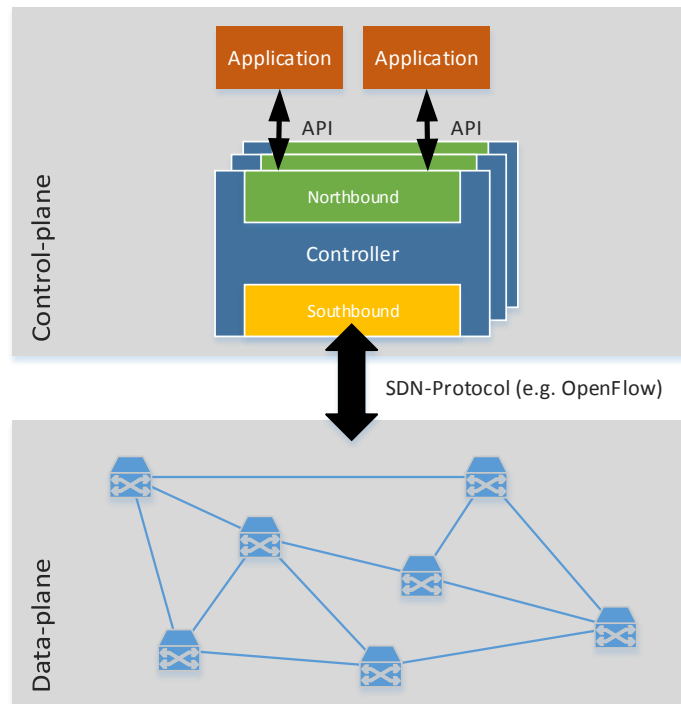 Application
Application
API
API
Northbound
Controller
Southbound
Control-plane
SDN-Protocol (e.g. OpenFlow)
Data-plane